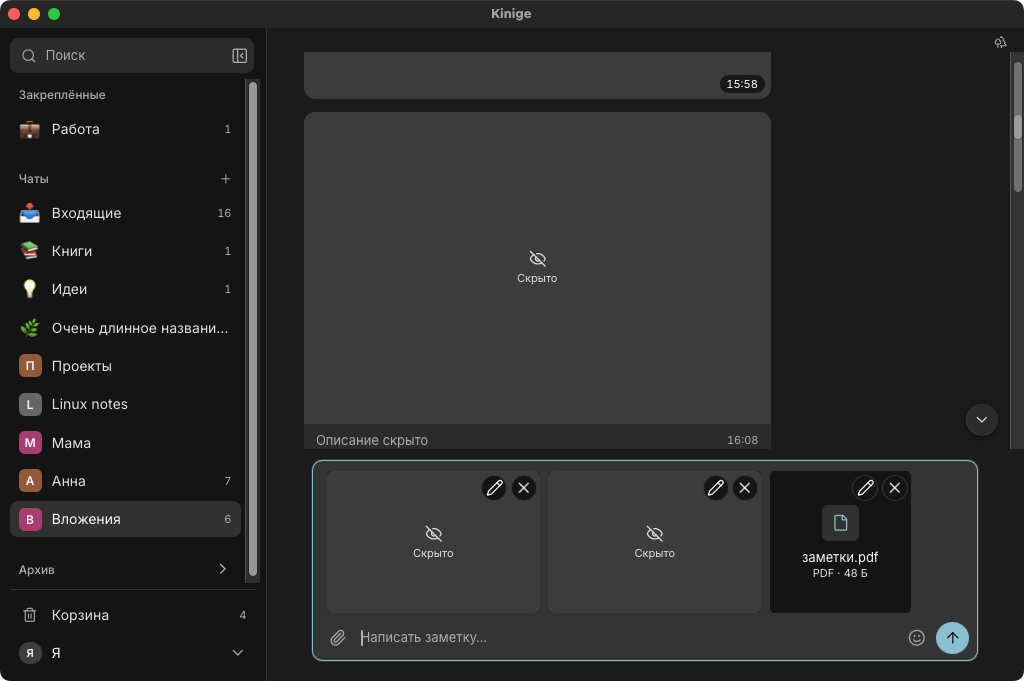 Kinige
Поиск
Закреплённые
Работа 1
Чаты +
Входящие 16
Книги 1
Идеи 1
Очень длинное названи...
П Проекты
L Linux notes
М Мама
А Анна 7
В Вложения 6
Архив
Корзина 4
Я Я
15:58
Скрыто
Описание скрыто 16:08
Скрыто
Скрыто
заметки.pdf
PDF · 48 Б
Написать заметку...